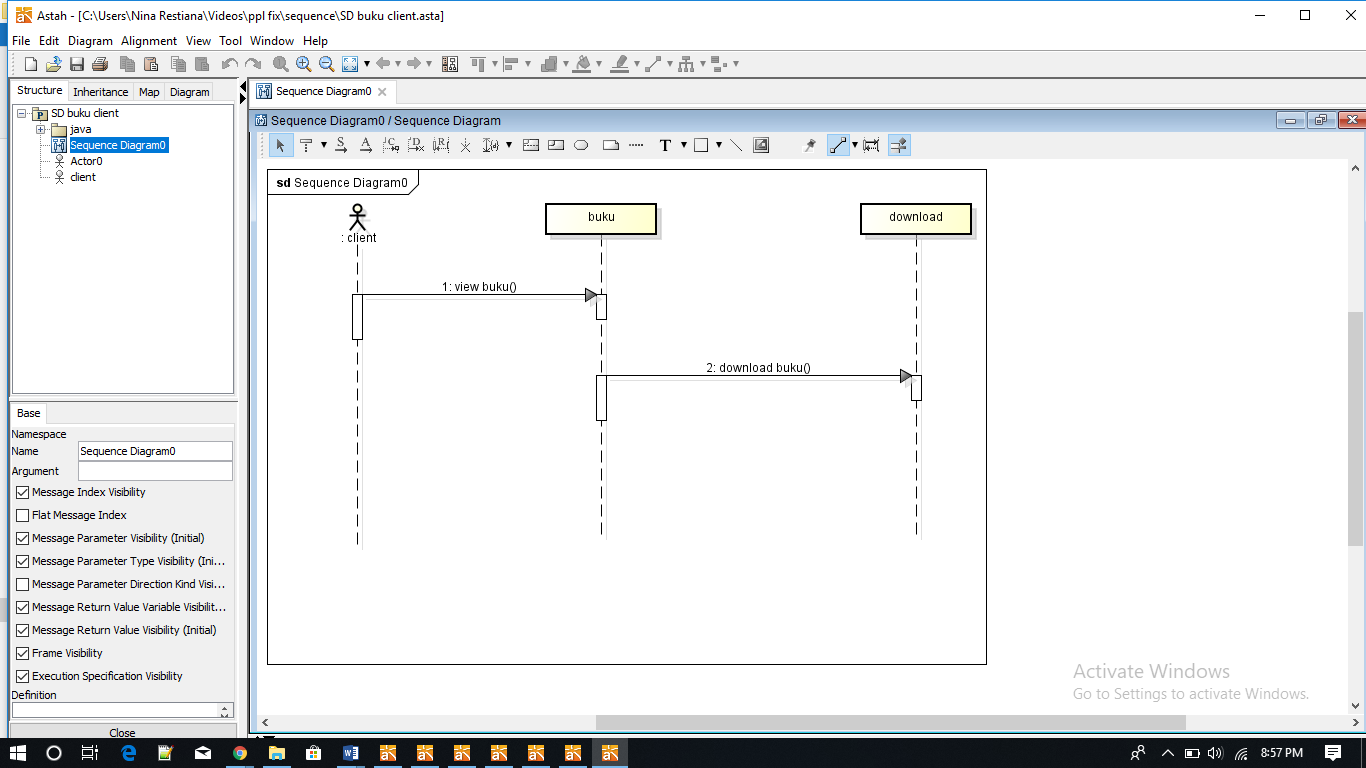 Astah - [C:\Users\Nina Restiana\Videos\ppl fix\sequence\SD buku client.asta]
File Edit Diagram Alignment View Tool Window Help
Structure Inheritance Map Diagram
SD buku client
java
Sequence Diagram0
Actor0
client
Base
Namespace
Name Sequence Diagram0
Argument
Message Index Visibility
Flat Message Index
Message Parameter Visibility (Initial)
Message Parameter Type Visibility (Ini...
Message Parameter Direction Kind Visi...
Message Return Value Variable Visibilit...
Message Return Value Visibility (Initial)
Frame Visibility
Execution Specification Visibility
Definition
Close
Sequence Diagram0
Sequence Diagram0 / Sequence Diagram
sd Sequence Diagram0
: client
buku
download
1: view buku()
2: download buku()
Activate Windows
Go to Settings to activate Windows.
8:57 PM